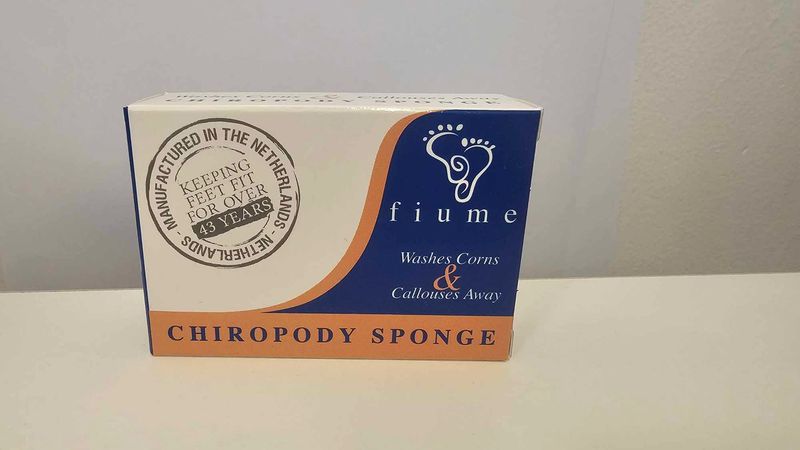 Washes Corns & Callouses Away
CHIROPODY SPONGE
MANUFACTURED IN THE NETHERLANDS - NETHERLANDS -
KEEPING
FEET FIT
FOR OVER
43 YEARS
fiume
Washes Corns
&
Callouses Away
CHIROPODY SPONGE